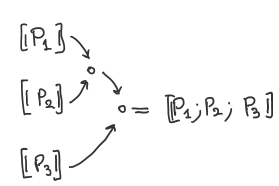 ⟦P₁⟧
⟦P₂⟧
∘ = ⟦P₁; P₂; P₃⟧
⟦P₃⟧